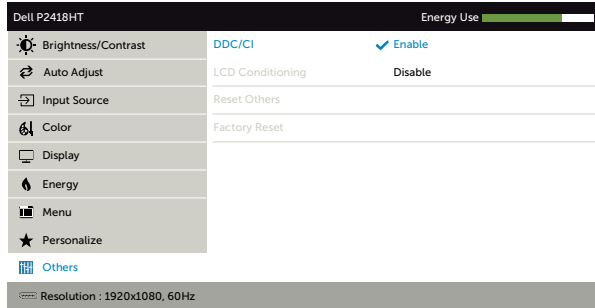 Dell P2418HT Energy Use
Brightness/Contrast DDC/CI Enable
Auto Adjust LCD Conditioning Disable
Input Source Reset Others
Color Factory Reset
Display
Energy
Menu
Personalize
Others
Resolution : 1920x1080, 60Hz